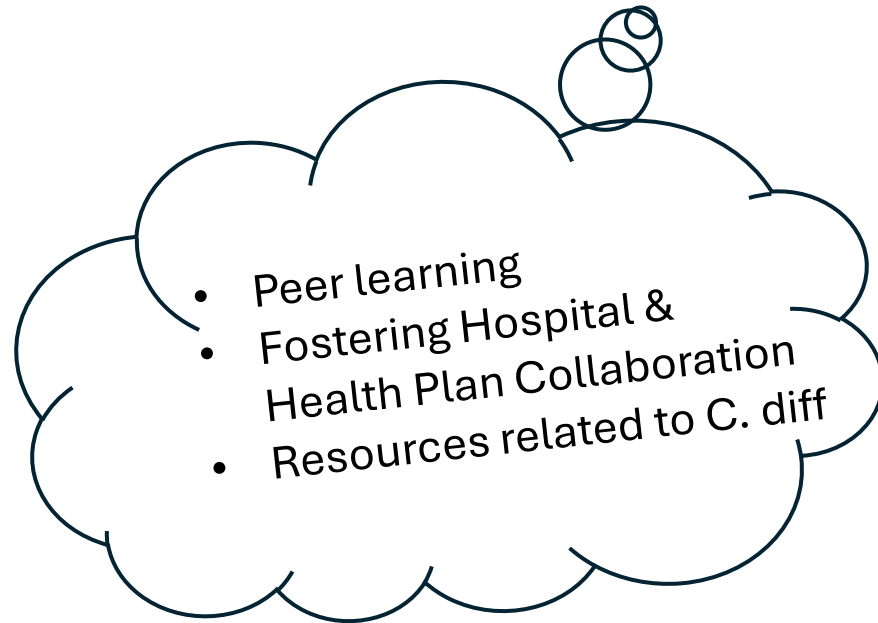 • Peer learning
• Fostering Hospital &
Health Plan Collaboration
• Resources related to C. diff